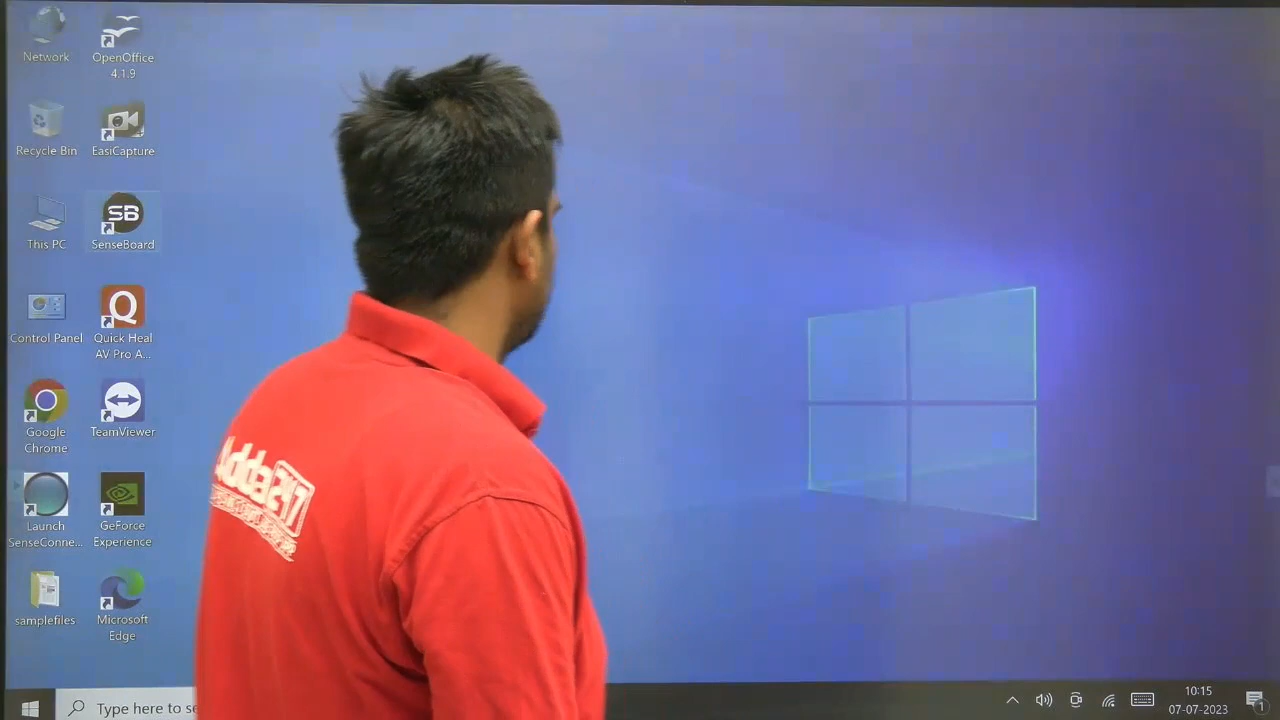 Network
OpenOffice
4.1.9
Recycle Bin
EasiCapture
This PC
SB
SenseBoard
Control Panel
Quick Heal
AV Pro A...
Google
Chrome
TeamViewer
Launch
SenseConne...
GeForce
Experience
samplefiles
Microsoft
Edge
Adda247
Type here to se
10:15
07-07-2023
1